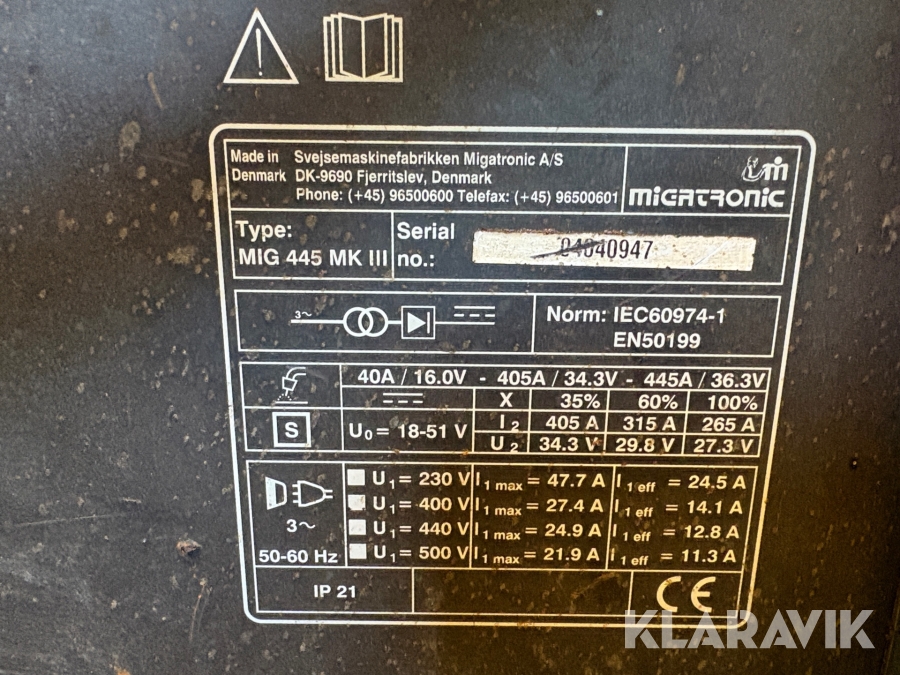 Made in Svejsemaskinefabrikken Migatronic A/S
Denmark DK-9690 Fjerritslev, Denmark
Phone: (+45) 96500600 Telefax: (+45) 96500601
MIGATRONIC
Type: Serial
MIG 445 MK III no.: 04040947
3~
Norm: IEC60974-1
EN50199
40A / 16.0V - 405A / 34.3V - 445A / 36.3V
X 35% 60% 100%
S U0 = 18-51 V I2 405 A 315 A 265 A
U2 34.3 V 29.8 V 27.3 V
U1 = 230 V I1 max = 47.7 A I1 eff = 24.5 A
U1 = 400 V I1 max = 27.4 A I1 eff = 14.1 A
3~ U1 = 440 V I1 max = 24.9 A I1 eff = 12.8 A
50-60 Hz U1 = 500 V I1 max = 21.9 A I1 eff = 11.3 A
IP 21 CE
KLARAVIK